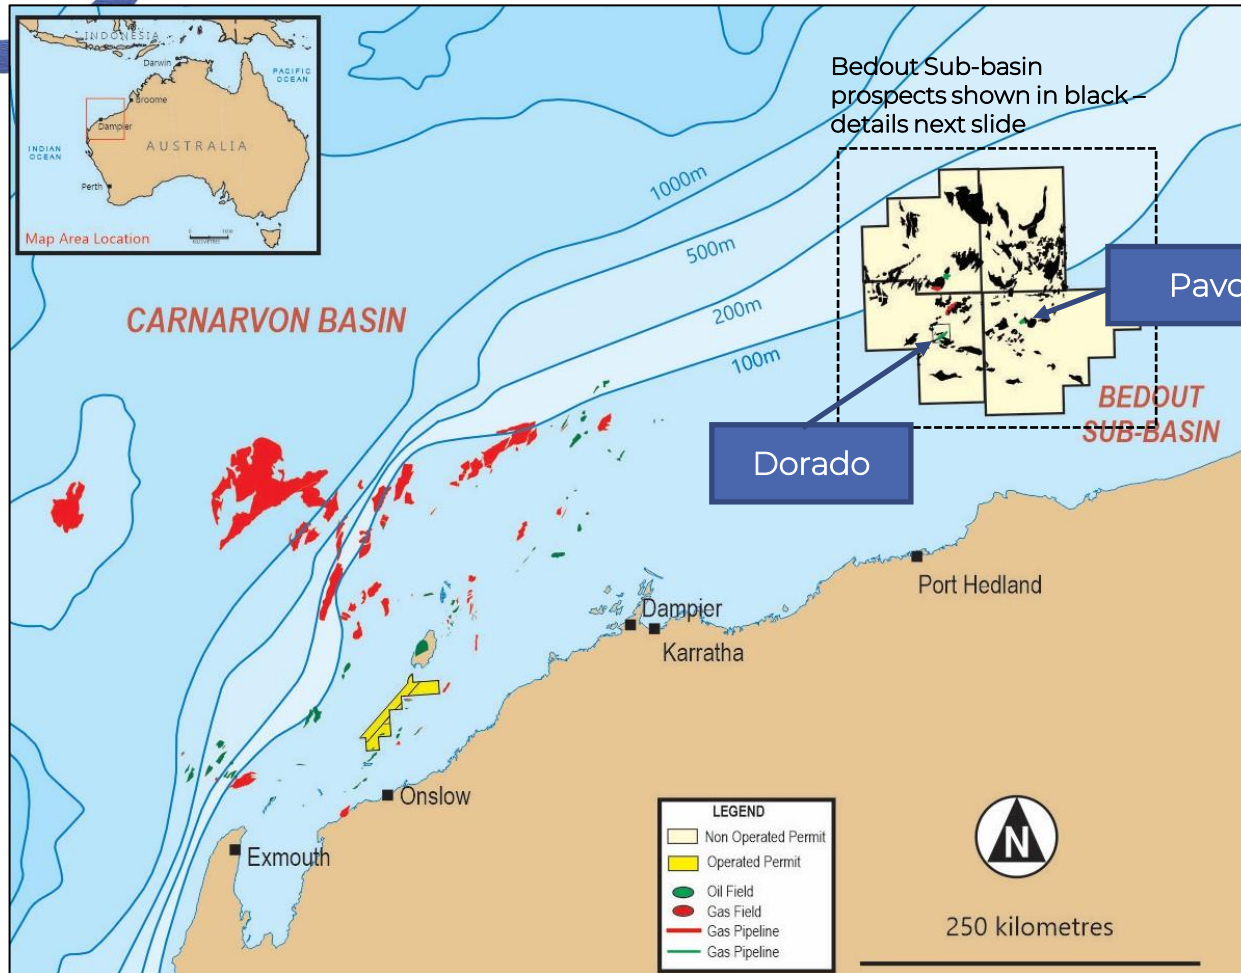 INDONESIA
Darwin
PACIFIC
OCEAN
Broome
Dampier
INDIAN
OCEAN
AUSTRALIA
Perth
Map Area Location
Bedout Sub-basin
prospects shown in black –
details next slide
1000m
500m
200m
100m
CARNARVON BASIN
Pavo
BEDOUT
SUB-BASIN
Dorado
Port Hedland
Dampier
Karratha
Onslow
Exmouth
LEGEND
Non Operated Permit
Operated Permit
Oil Field
Gas Field
Gas Pipeline
Gas Pipeline
N
250 kilometres